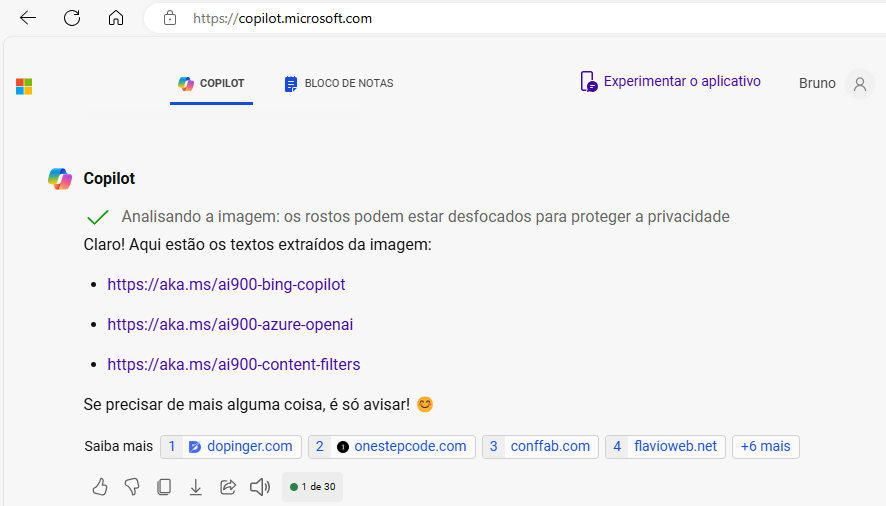 https://copilot.microsoft.com
COPILOT
BLOCO DE NOTAS
Experimentar o aplicativo
Bruno
Copilot
Analisando a imagem: os rostos podem estar desfocados para proteger a privacidade
Claro! Aqui estão os textos extraídos da imagem:
• https://aka.ms/ai900-bing-copilot
• https://aka.ms/ai900-azure-openai
• https://aka.ms/ai900-content-filters
Se precisar de mais alguma coisa, é só avisar! 😊
Saiba mais 1 dopinger.com 2 onestepcode.com 3 conffab.com 4 flavioweb.net +6 mais
1 de 30